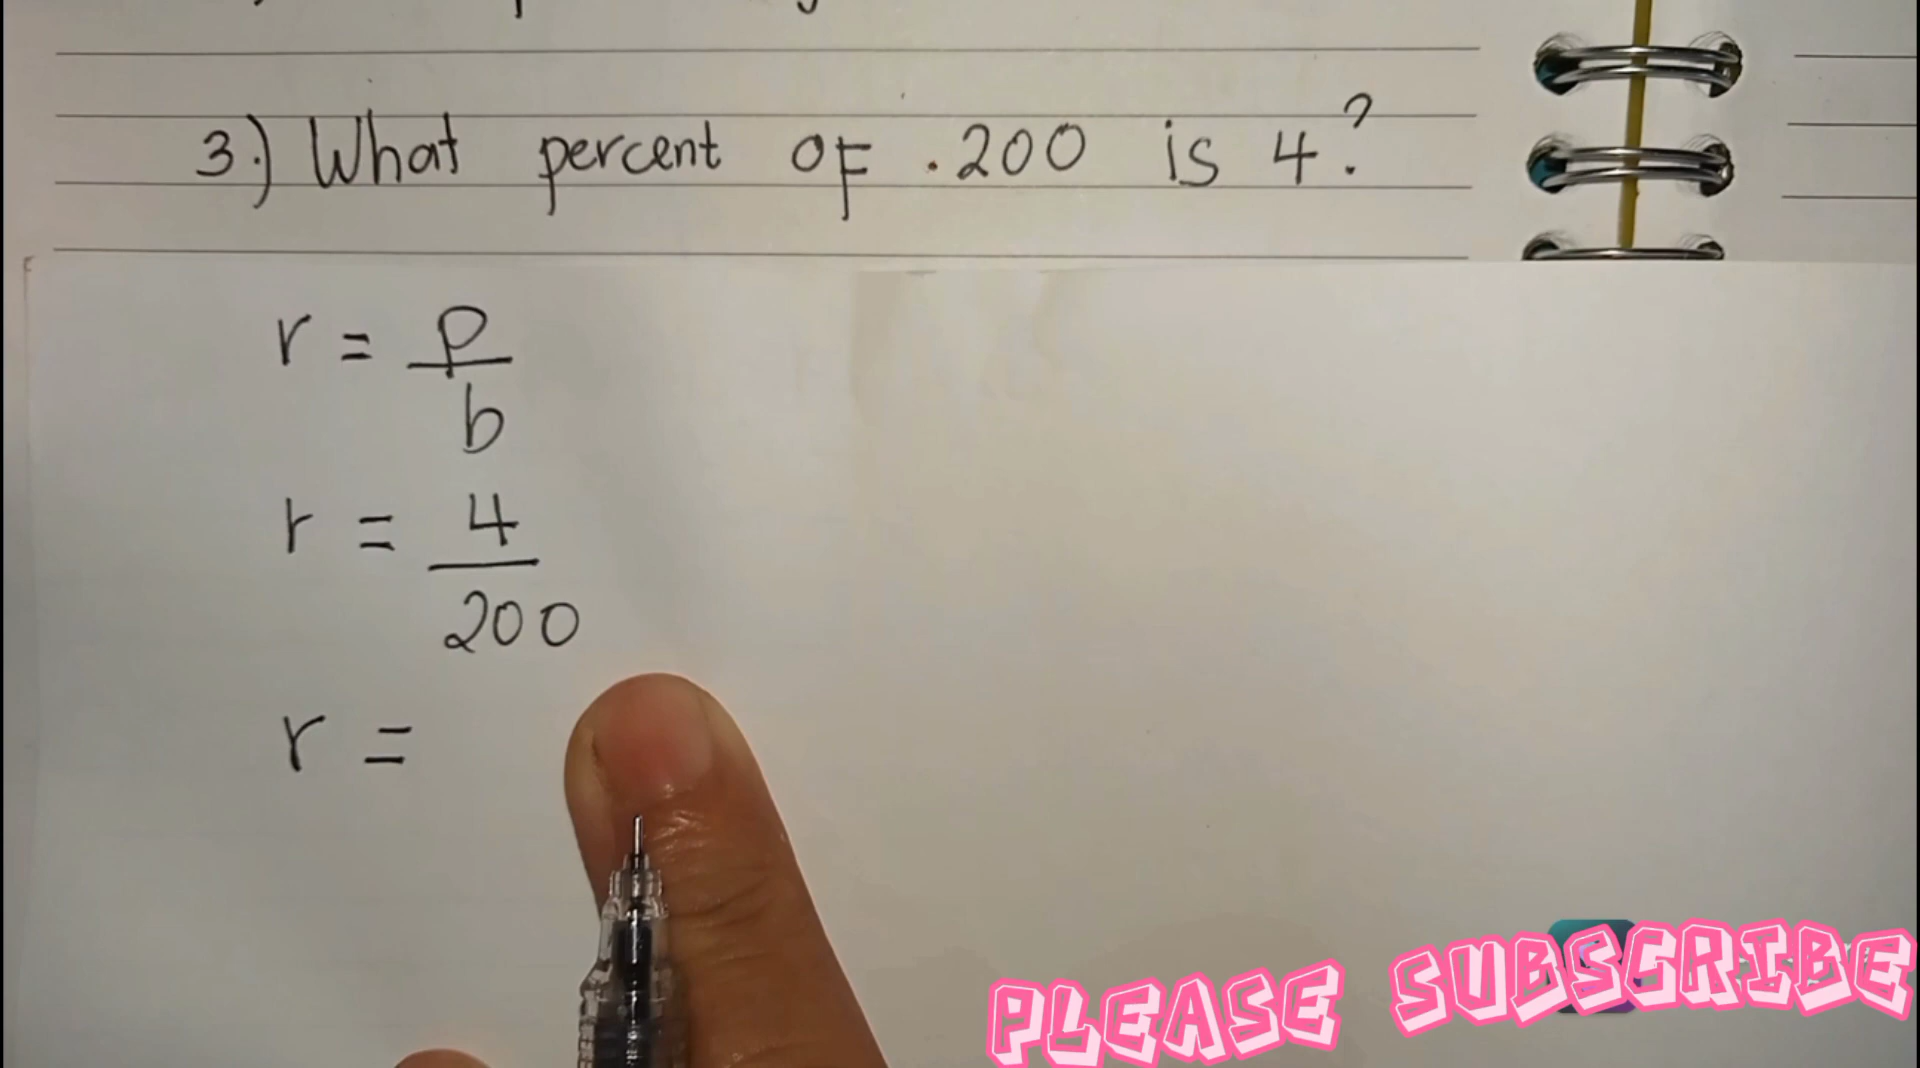 3.) What percent of .200 is 4?
r = p
b
r = 4
200
r =
PLEASE SUBSCRIBE